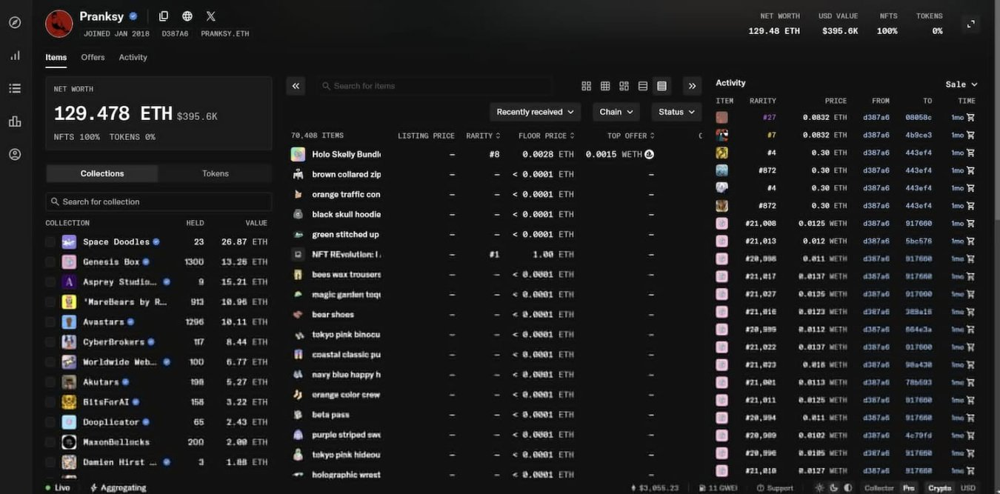 Pranksy
JOINED JAN 2018 D387A6 PRANKSY.ETH
NET WORTH USD VALUE NFTS TOKENS
129.48 ETH $395.6K 100% 0%
Items Offers Activity
NET WORTH
129.478 ETH $395.6K
NFTS 100% TOKENS 0%
Collections Tokens
Search for collection
COLLECTION HELD VALUE
Space Doodles 23 26.87 ETH
Genesis Box 1300 13.26 ETH
Asprey Studio... 9 15.21 ETH
'MareBears by R... 913 10.96 ETH
Avastars 1296 10.11 ETH
CyberBrokers 117 8.44 ETH
Worldwide Web... 100 6.77 ETH
Akutars 198 5.27 ETH
BitsForAI 158 3.22 ETH
Dooplicator 65 2.43 ETH
MaxonBullocks 200 2.00 ETH
Damien Hirst ... 3 1.88 ETH
Search for items
Recently received Chain Status
70,408 ITEMS LISTING PRICE RARITY FLOOR PRICE TOP OFFER
Holo Skelly Bundl – #8 0.0028 ETH 0.0015 WETH
brown collared zip – – < 0.0001 ETH –
orange traffic con – – < 0.0001 ETH –
black skull hoodie – – < 0.0001 ETH –
green stitched up – – < 0.0001 ETH –
NFT REvolution: – #1 1.00 ETH –
bees wax trousers – – < 0.0001 ETH –
magic garden toqu – – < 0.0001 ETH –
bear shoes – – < 0.0001 ETH –
tokyo pink binocu – – < 0.0001 ETH –
coastal classic pu – – < 0.0001 ETH –
navy blue happy h – – < 0.0001 ETH –
orange color crew – – < 0.0001 ETH –
beta pass – – < 0.0001 ETH –
purple striped swe – – < 0.0001 ETH –
tokyo pink hideou – – < 0.0001 ETH –
holographic wrest – – < 0.0001 ETH –
Activity Sale
ITEM RARITY PRICE FROM TO TIME
#27 0.0832 ETH d387a6 08058c 1mo
#7 0.0832 ETH d387a6 4b9ce3 1mo
#4 0.30 ETH d387a6 443ef4 1mo
#872 0.30 ETH d387a6 443ef4 1mo
#4 0.30 ETH d387a6 443ef4 1mo
#872 0.30 ETH d387a6 443ef4 1mo
#21,008 0.0125 WETH d387a6 917660 1mo
#21,013 0.012 WETH d387a6 5bc576 1mo
#20,998 0.011 WETH d387a6 917660 1mo
#21,017 0.0137 WETH d387a6 917660 1mo
#21,027 0.0125 WETH d387a6 917660 1mo
#21,016 0.0123 WETH d387a6 389a16 1mo
#20,999 0.0112 WETH d387a6 664e3a 1mo
#21,022 0.0137 WETH d387a6 917660 1mo
#21,023 0.016 WETH d387a6 98a430 1mo
#21,001 0.0113 WETH d387a6 78b593 1mo
#21,011 0.0125 WETH d387a6 917660 1mo
#20,994 0.011 WETH d387a6 917660 1mo
#20,989 0.0102 WETH d387a6 4c79fd 1mo
#20,996 0.0105 WETH d387a6 917660 1mo
#21,010 0.0127 WETH d387a6 917660 1mo
Live Aggregating $3,055.23 11 GWEI Support Collector Pro Crypto USD